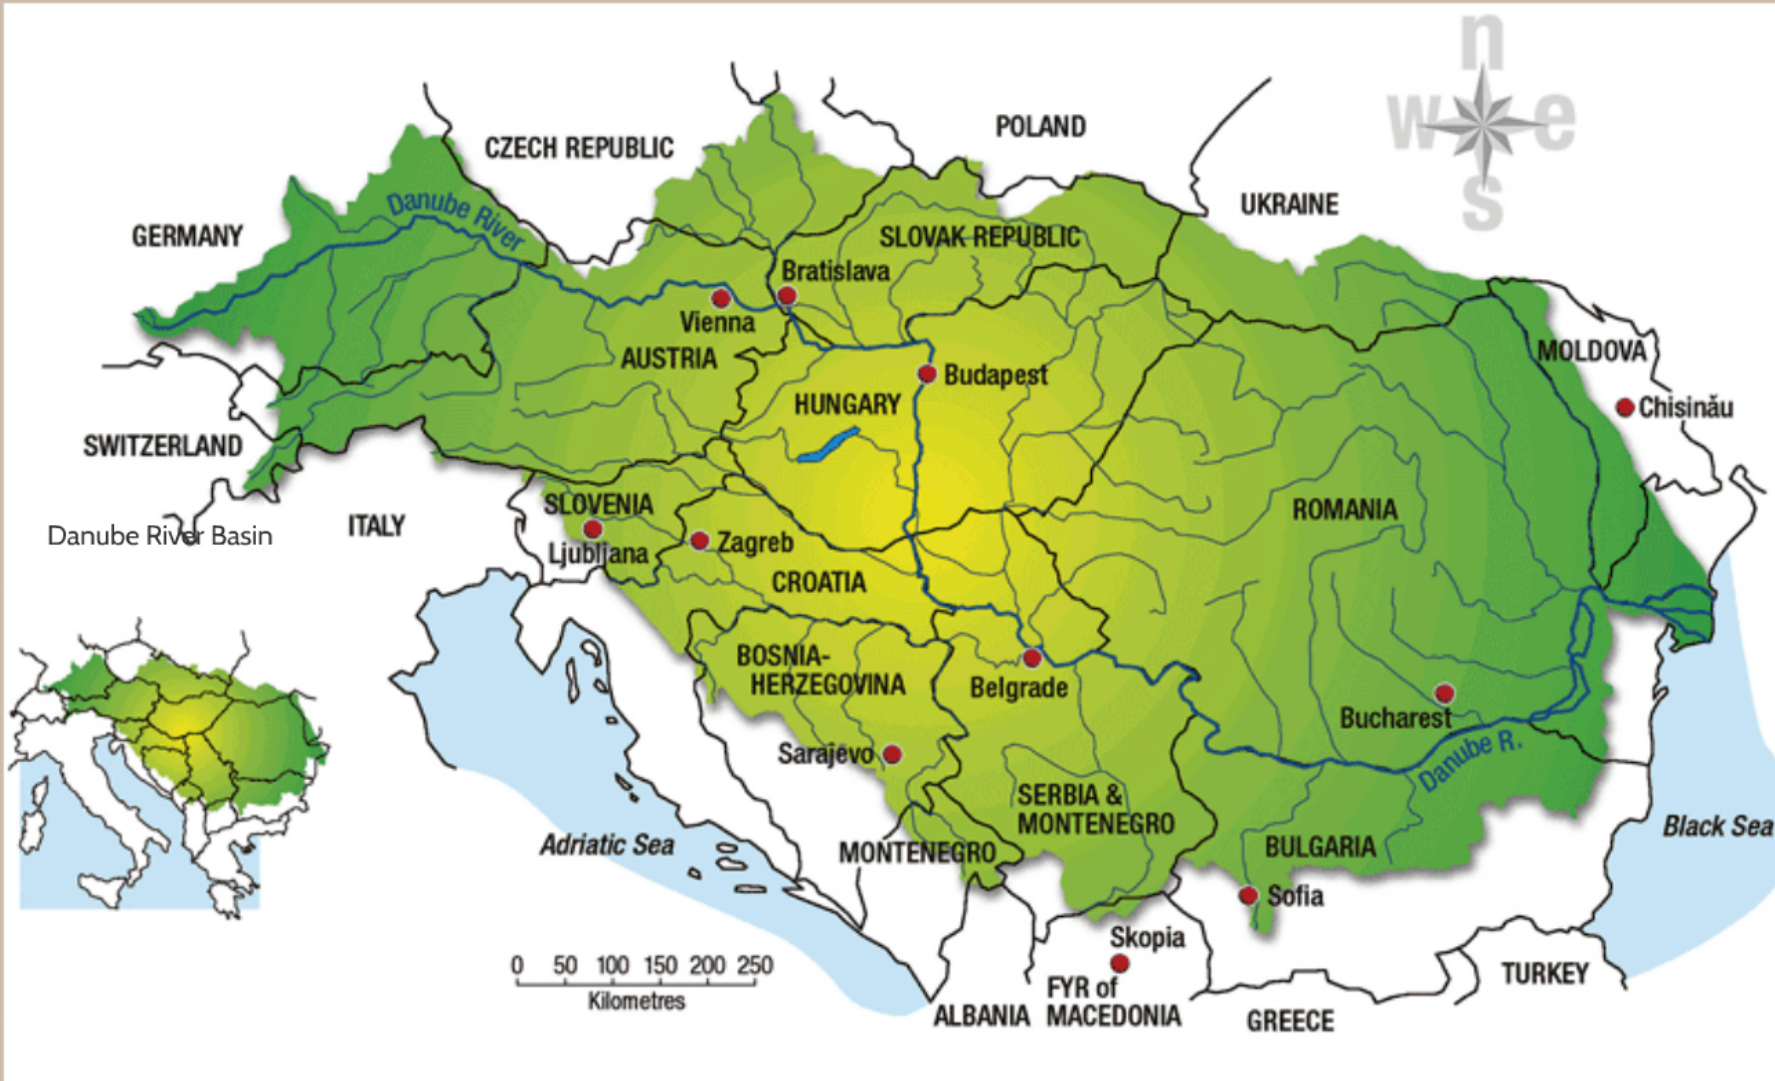 n
w
e
s
POLAND
CZECH REPUBLIC
UKRAINE
Danube River
GERMANY
SLOVAK REPUBLIC
Bratislava
Vienna
AUSTRIA
MOLDOVA
Budapest
HUNGARY
Chisinău
SWITZERLAND
SLOVENIA
ROMANIA
ITALY
Danube River Basin
Ljubljana
Zagreb
CROATIA
BOSNIA-
HERZEGOVINA
Belgrade
Bucharest
Sarajevo
Danube R.
SERBIA &
MONTENEGRO
Black Sea
Adriatic Sea
MONTENEGRO
BULGARIA
Sofia
Skopia
0 50 100 150 200 250
Kilometres
FYR of
MACEDONIA
ALBANIA
TURKEY
GREECE